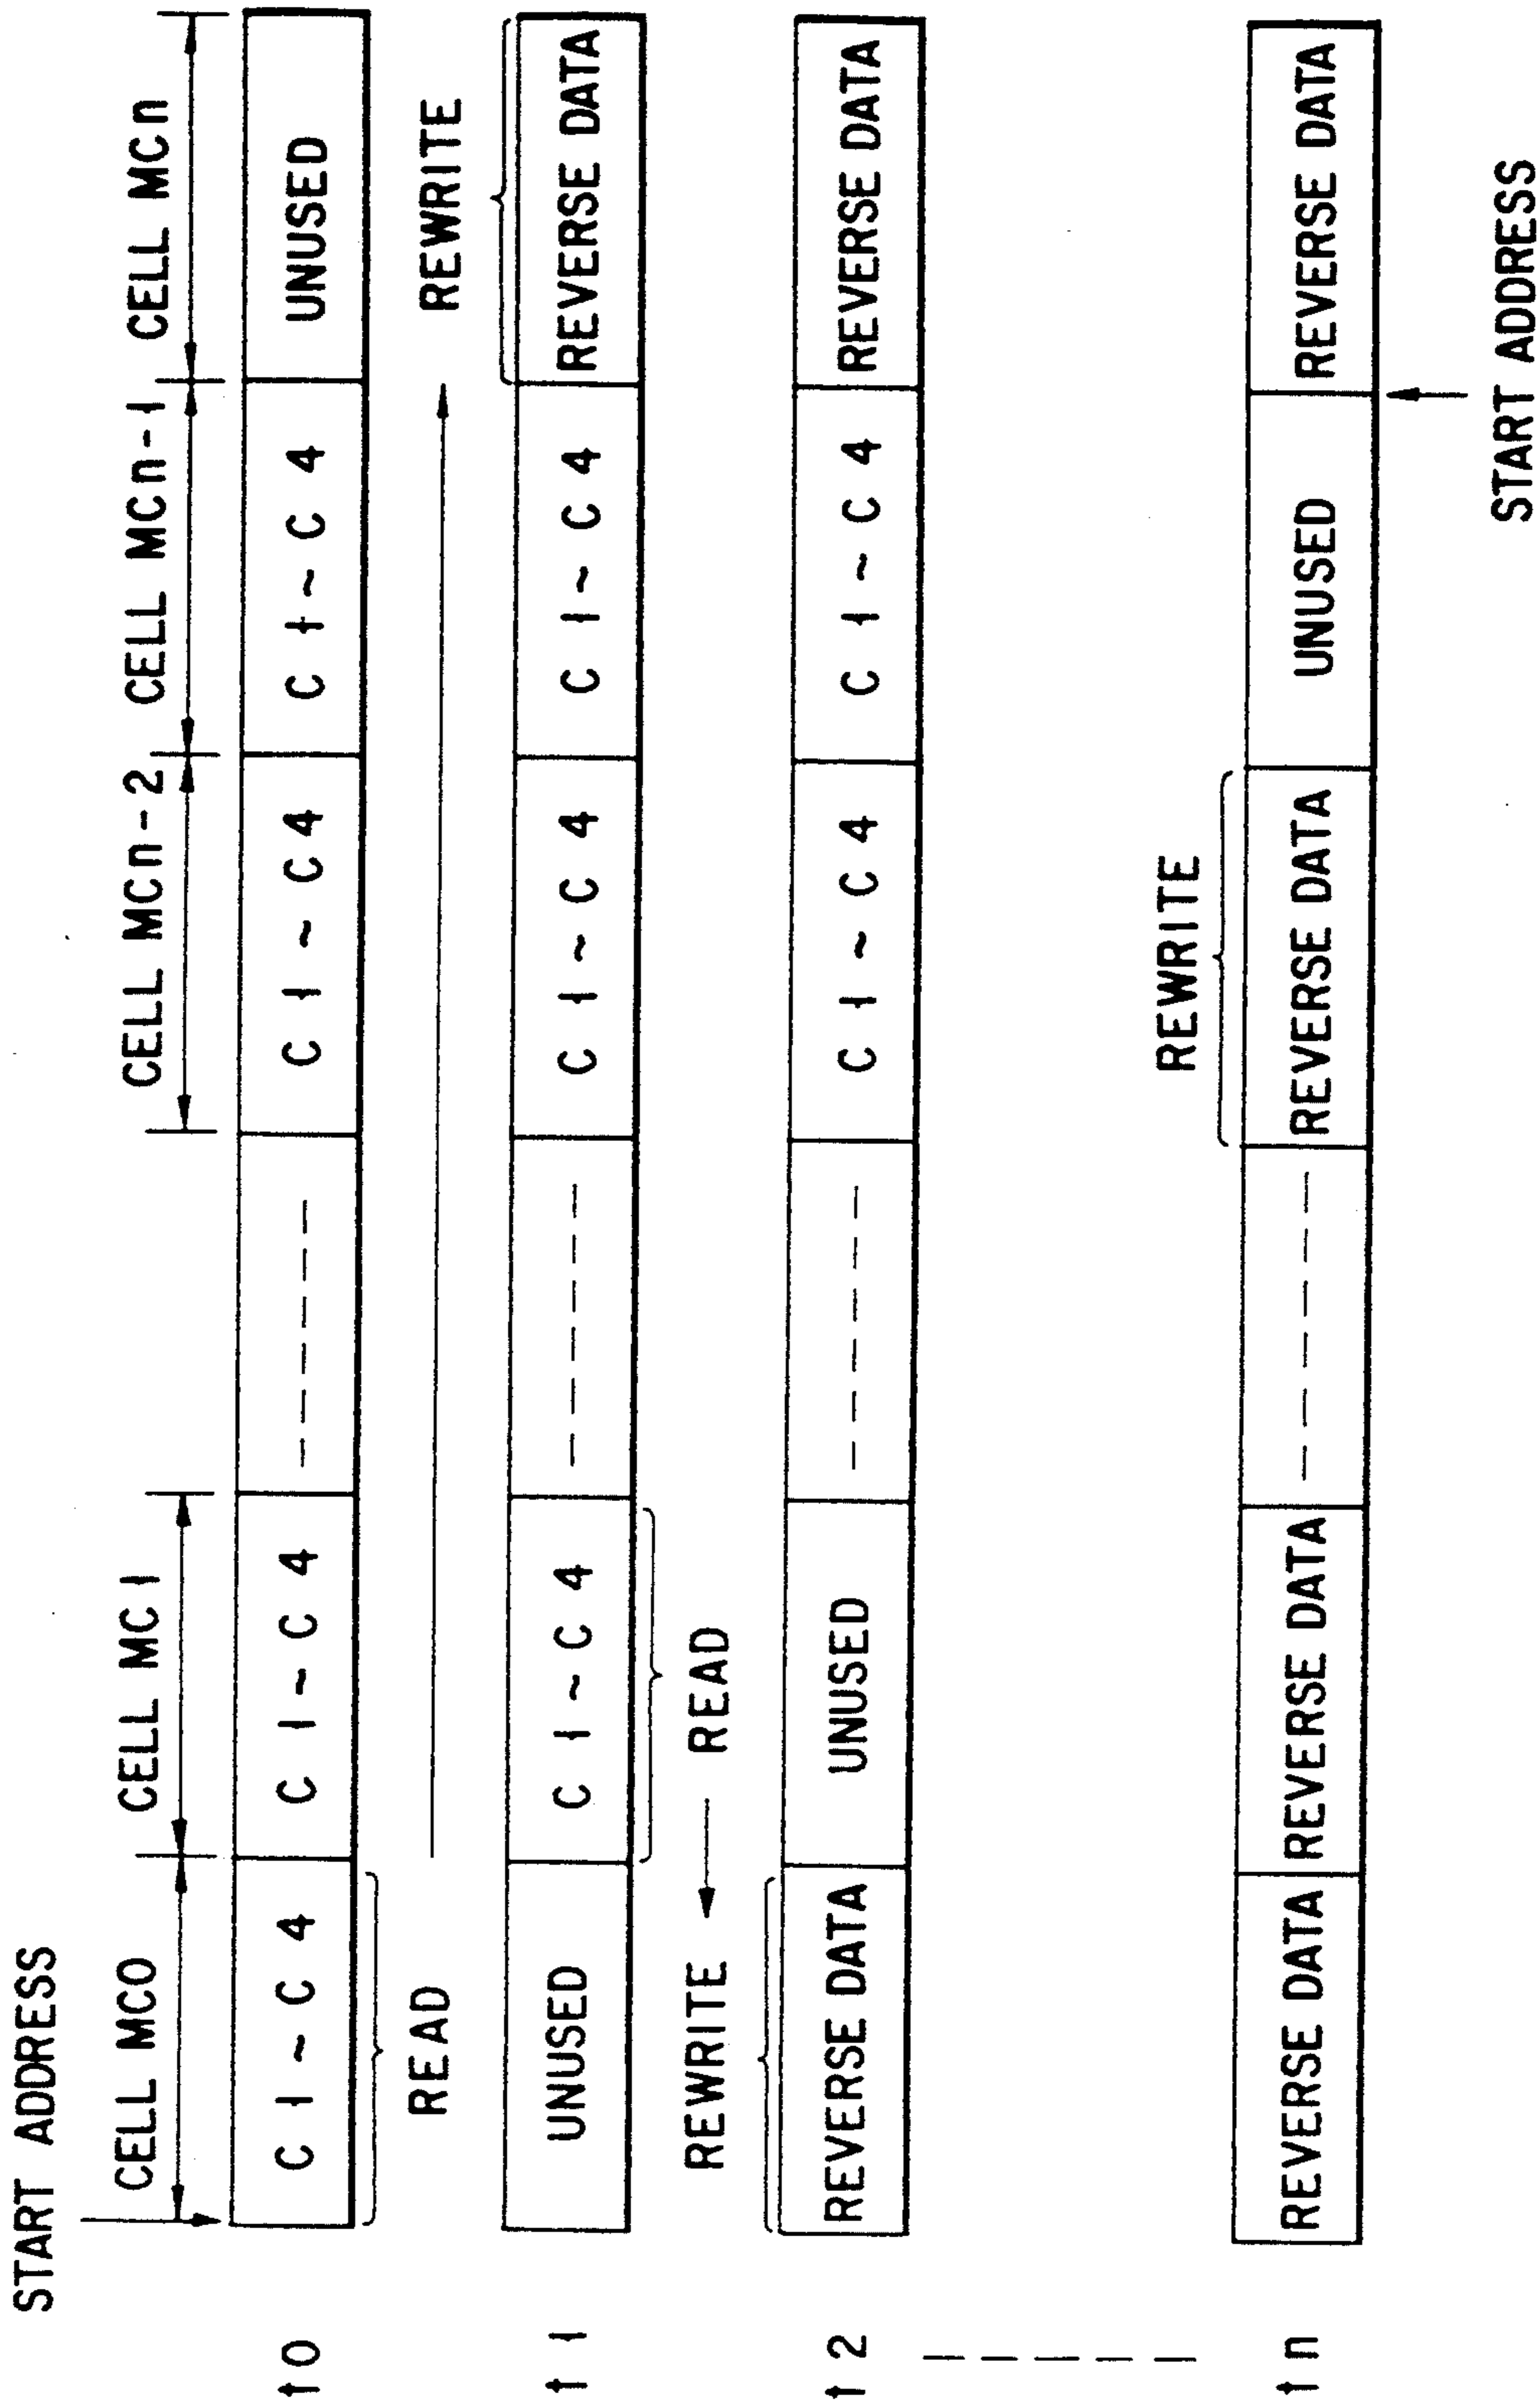 START ADDRESS
CELL MC0 CELL MC1 CELL MCn-2 CELL MCn-1 CELL MCn
t0 C1~C4 C1~C4 ------ C1~C4 C1~C4 UNUSED
READ REWRITE
t1 UNUSED C1~C4 ------ C1~C4 C1~C4 REVERSE DATA
REWRITE READ
t2 REVERSE DATA UNUSED ------ C1~C4 C1~C4 REVERSE DATA
REWRITE
tn REVERSE DATA REVERSE DATA ------ REVERSE DATA UNUSED REVERSE DATA
START ADDRESS